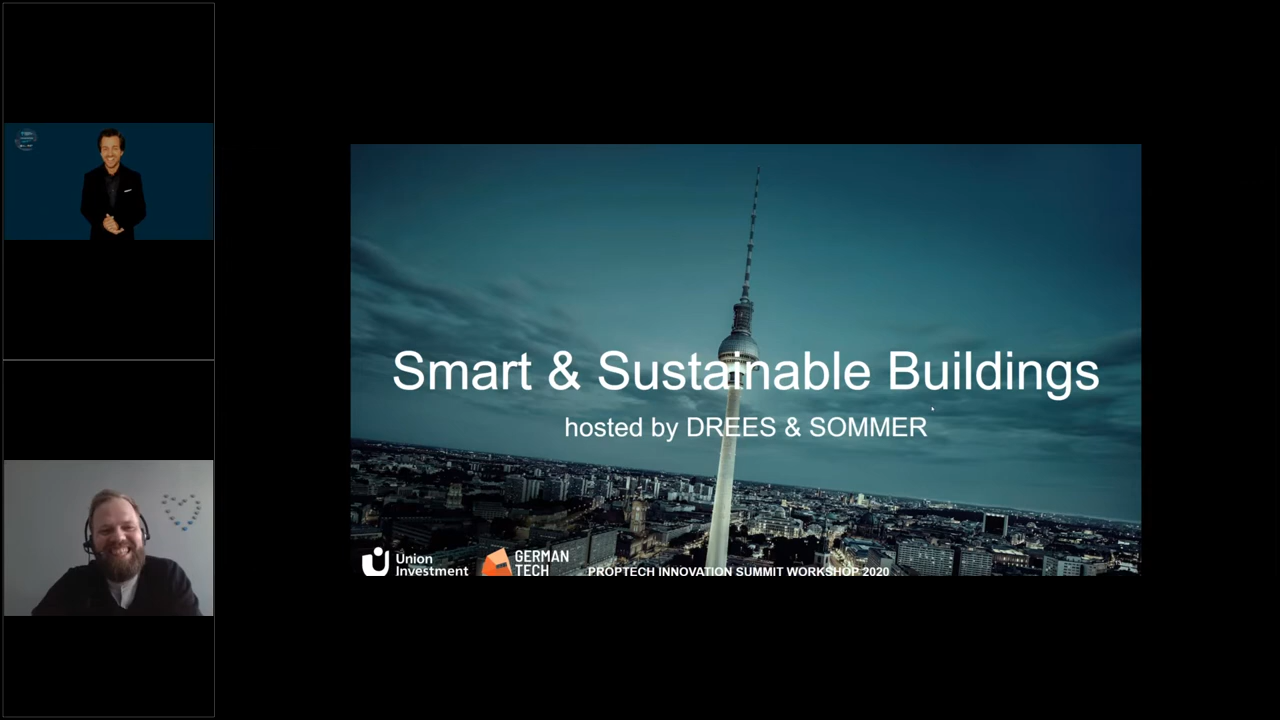 Smart & Sustainable Buildings
hosted by DREES & SOMMER
Union
Investment
GERMAN
TECH
PROPTECH INNOVATION SUMMIT WORKSHOP 2020